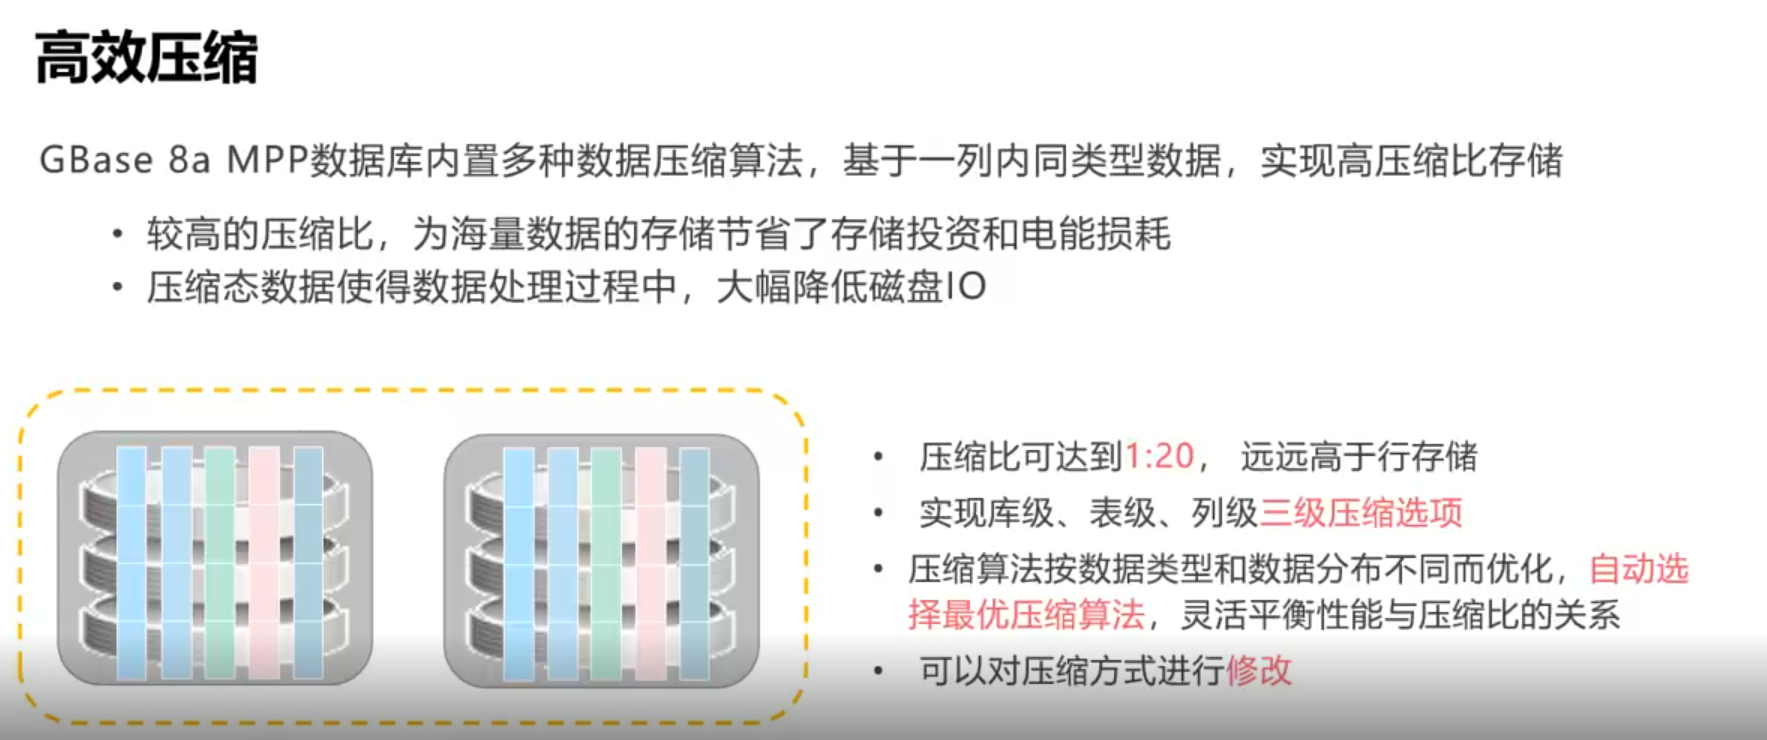 高效压缩
GBase 8a MPP数据库内置多种数据压缩算法，基于一列内同类型数据，实现高压缩比存储
• 较高的压缩比，为海量数据的存储节省了存储投资和电能损耗
• 压缩态数据使得数据处理过程中，大幅降低磁盘IO
• 压缩比可达到1:20， 远远高于行存储
• 实现库级、表级、列级三级压缩选项
• 压缩算法按数据类型和数据分布不同而优化，自动选
择最优压缩算法，灵活平衡性能与压缩比的关系
• 可以对压缩方式进行修改